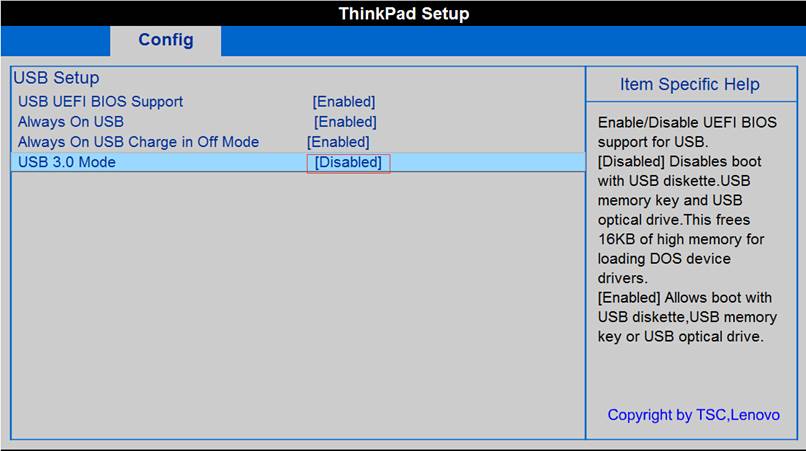 ThinkPad Setup
Config
USB Setup
USB UEFI BIOS Support [Enabled]
Always On USB [Enabled]
Always On USB Charge in Off Mode [Enabled]
USB 3.0 Mode [Disabled]
Item Specific Help
Enable/Disable UEFI BIOS
support for USB.
[Disabled] Disables boot
with USB diskette.USB
memory key and USB
optical drive.This frees
16KB of high memory for
loading DOS device
drivers.
[Enabled] Allows boot with
USB diskette,USB memory
key or USB optical drive.
Copyright by TSC,Lenovo